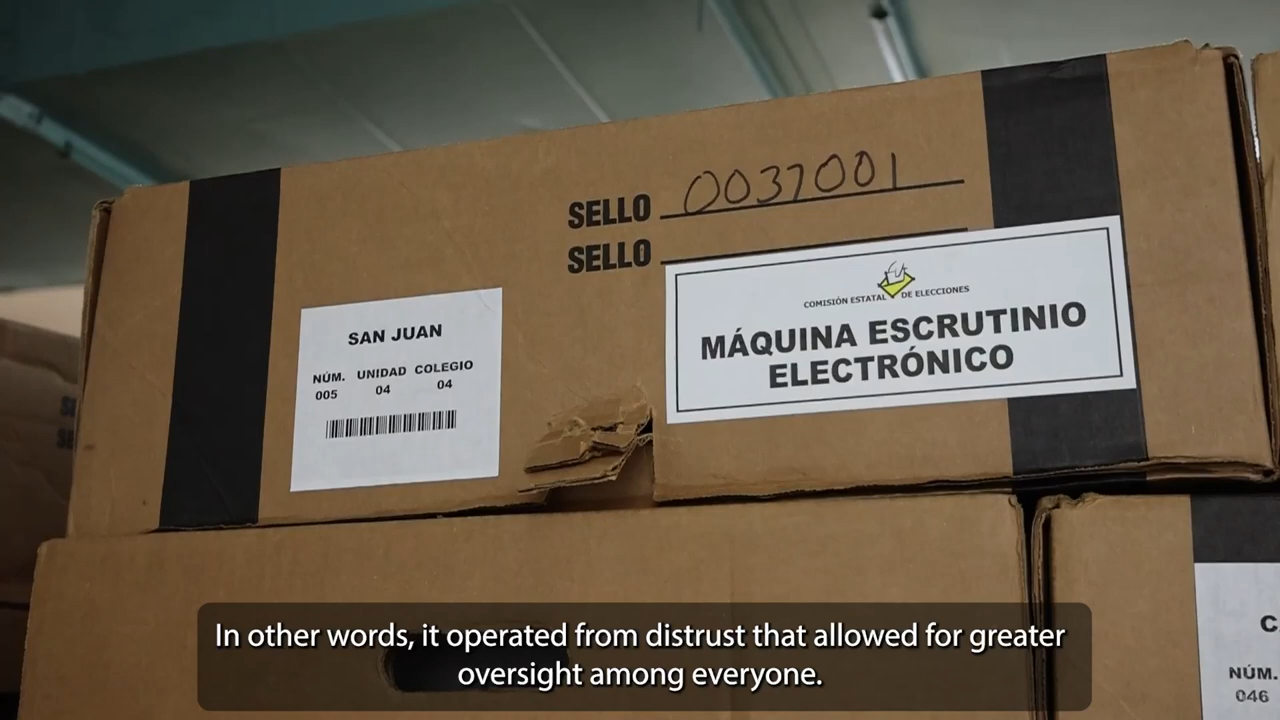 SELLO 0037001
SELLO
COMISIÓN ESTATAL DE ELECCIONES
MÁQUINA ESCRUTINIO
ELECTRÓNICO
SAN JUAN
NÚM. UNIDAD COLEGIO
005 04 04
NÚM.
046
In other words, it operated from distrust that allowed for greater
oversight among everyone.